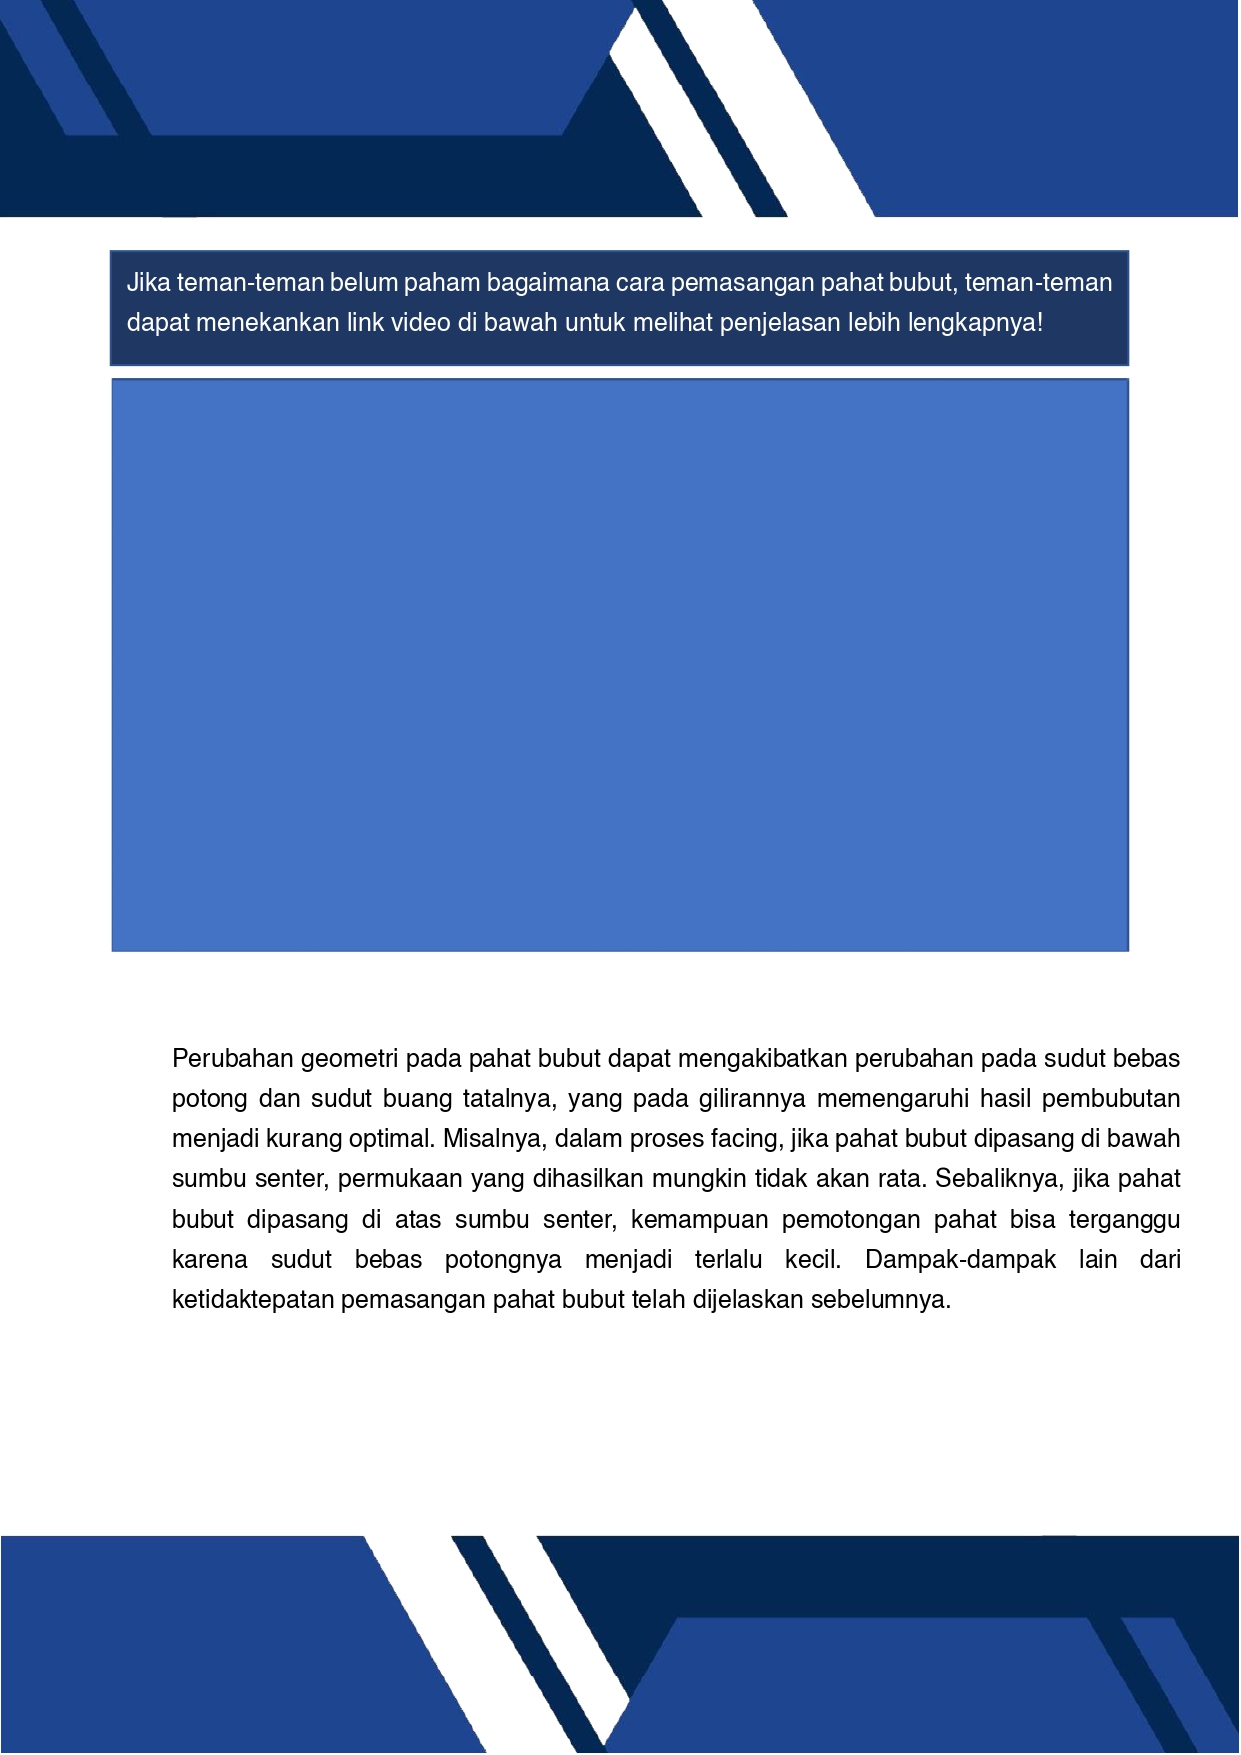 Jika teman-teman belum paham bagaimana cara pemasangan pahat bubut, teman-teman
dapat menekankan link video di bawah untuk melihat penjelasan lebih lengkapnya!
Perubahan geometri pada pahat bubut dapat mengakibatkan perubahan pada sudut bebas
potong dan sudut buang tatalnya, yang pada gilirannya memengaruhi hasil pembubutan
menjadi kurang optimal. Misalnya, dalam proses facing, jika pahat bubut dipasang di bawah
sumbu senter, permukaan yang dihasilkan mungkin tidak akan rata. Sebaliknya, jika pahat
bubut dipasang di atas sumbu senter, kemampuan pemotongan pahat bisa terganggu
karena sudut bebas potongnya menjadi terlalu kecil. Dampak-dampak lain dari
ketidaktepatan pemasangan pahat bubut telah dijelaskan sebelumnya.